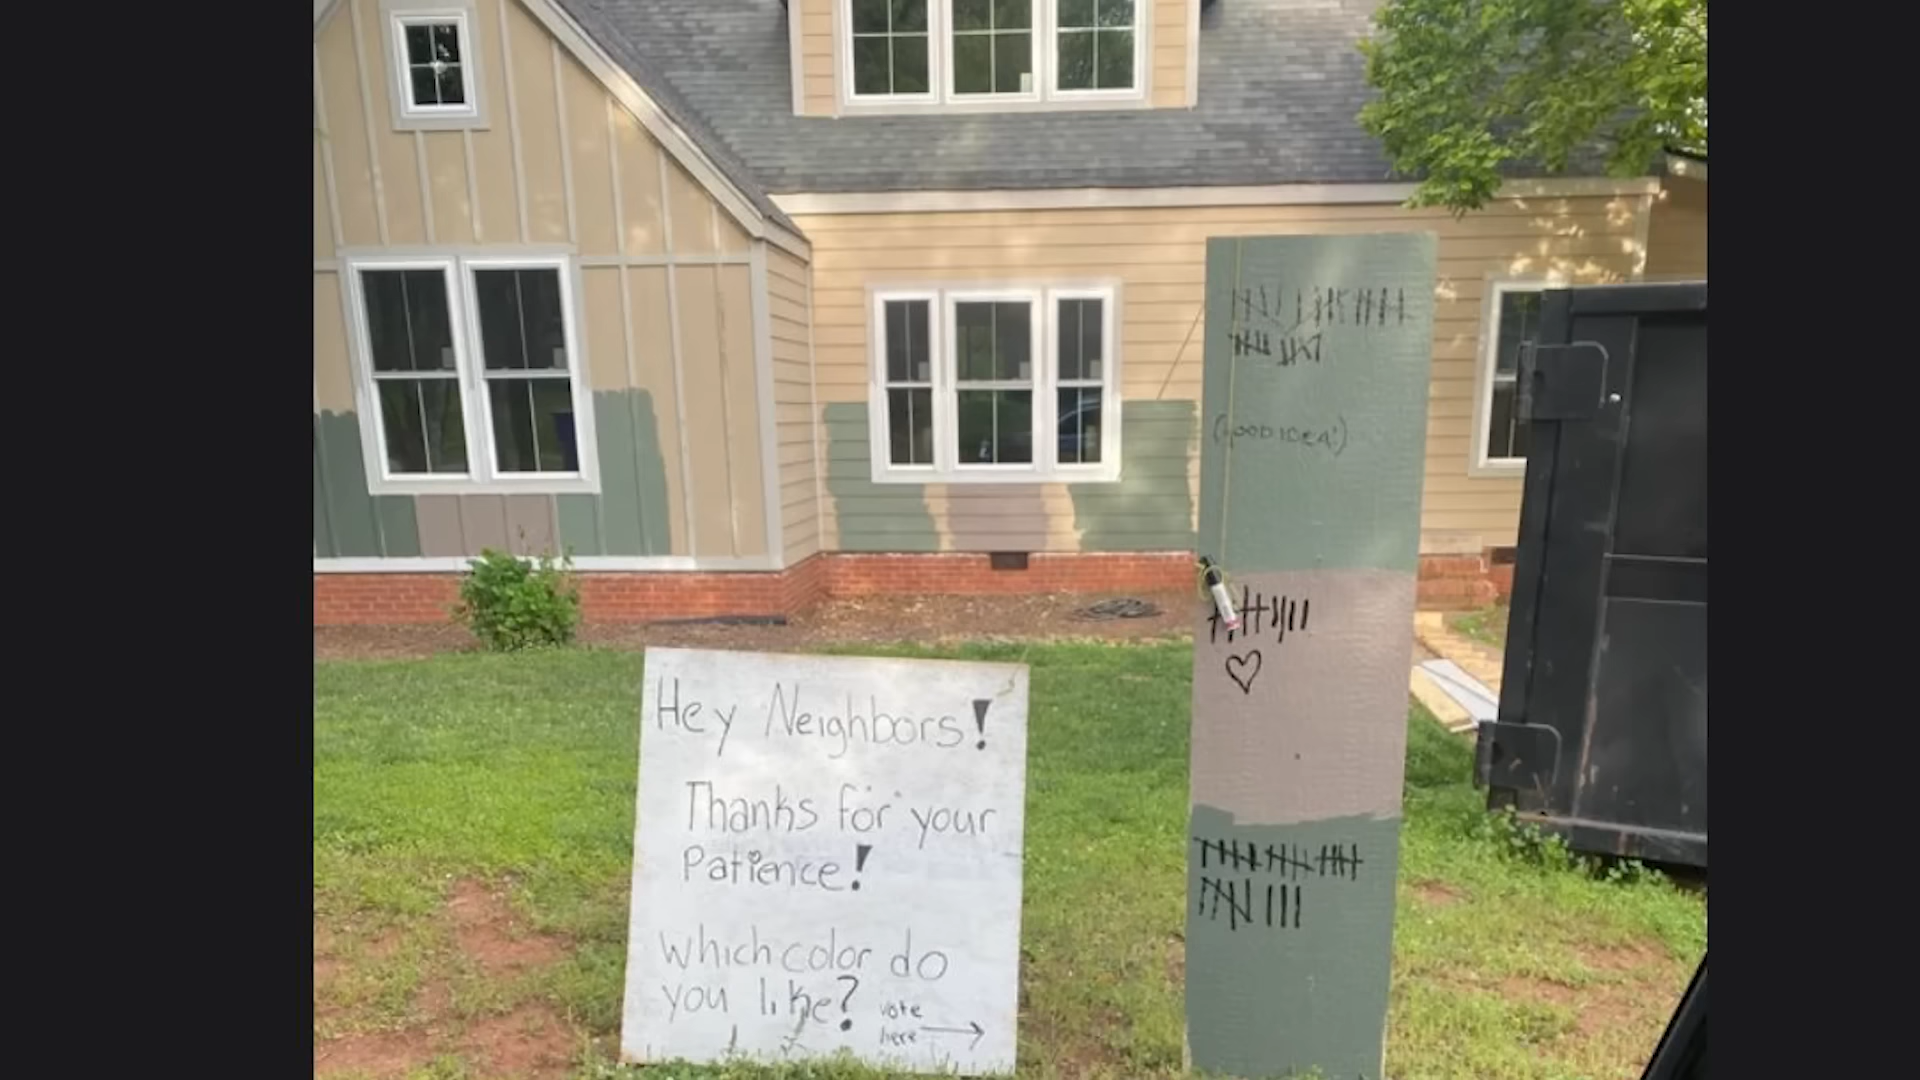 Hey Neighbors!
Thanks for your
Patience!
Which color do
you like?
vote
here
(GOOD IDEA!)